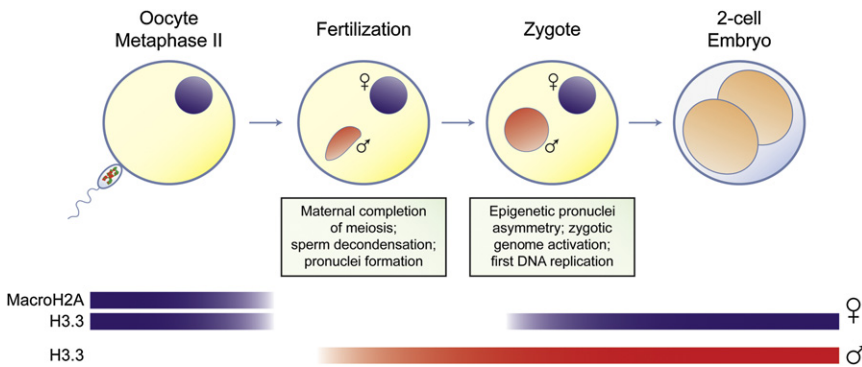 Oocyte
Metaphase II
Fertilization
Zygote
2-cell
Embryo
♀
♂
♀
♂
Maternal completion
of meiosis;
sperm decondensation;
pronuclei formation
Epigenetic pronuclei
asymmetry; zygotic
genome activation;
first DNA replication
MacroH2A
H3.3
♀
H3.3
♂